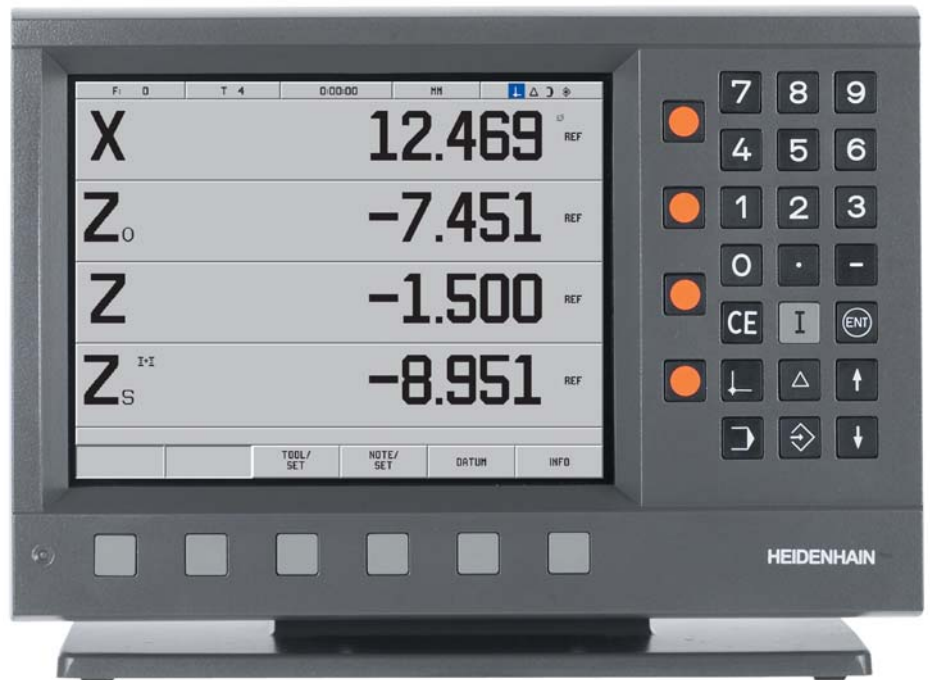 F: 0 T 4 0:00:00 MM
X 12.469 Ø REF
Zo -7.451 REF
Z -1.500 REF
Zs I+I -8.951 REF
TOOL/ SET NOTE/ SET DATUM INFO
7 8 9
4 5 6
1 2 3
0 · -
CE I ENT
HEIDENHAIN